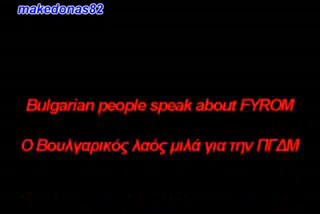 makedonas82
Bulgarian people speak about FYROM
Ο Βουλγαρικός λαός μιλά για την ΠΓΔΜ